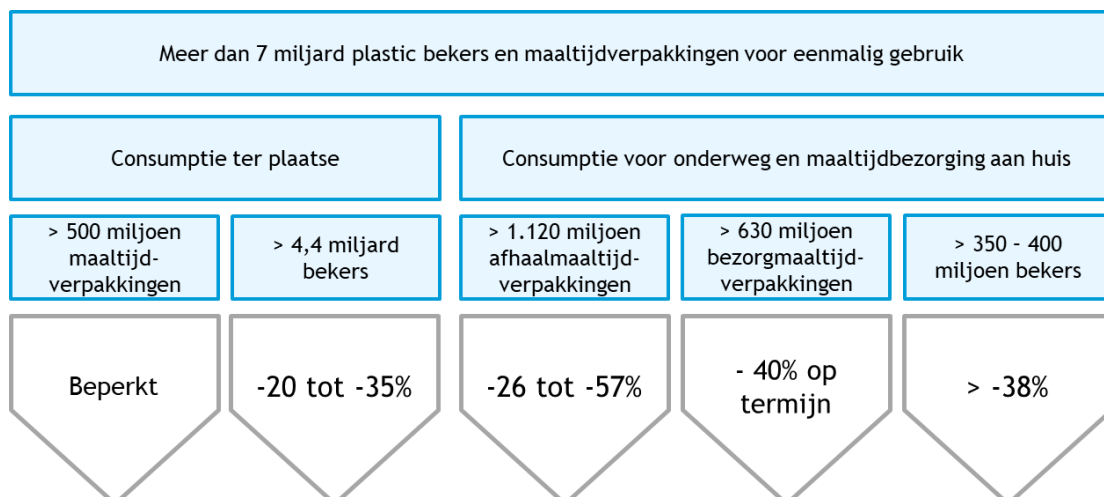 Meer dan 7 miljard plastic bekers en maaltijdverpakkingen voor eenmalig gebruik
Consumptie ter plaatse
Consumptie voor onderweg en maaltijdbezorging aan huis
> 500 miljoen
maaltijd-
verpakkingen
> 4,4 miljard
bekers
> 1.120 miljoen
afhaalmaaltijd-
verpakkingen
> 630 miljoen
bezorgmaaltijd-
verpakkingen
> 350 - 400
miljoen bekers
Beperkt
-20 tot -35%
-26 tot -57%
- 40% op
termijn
> -38%